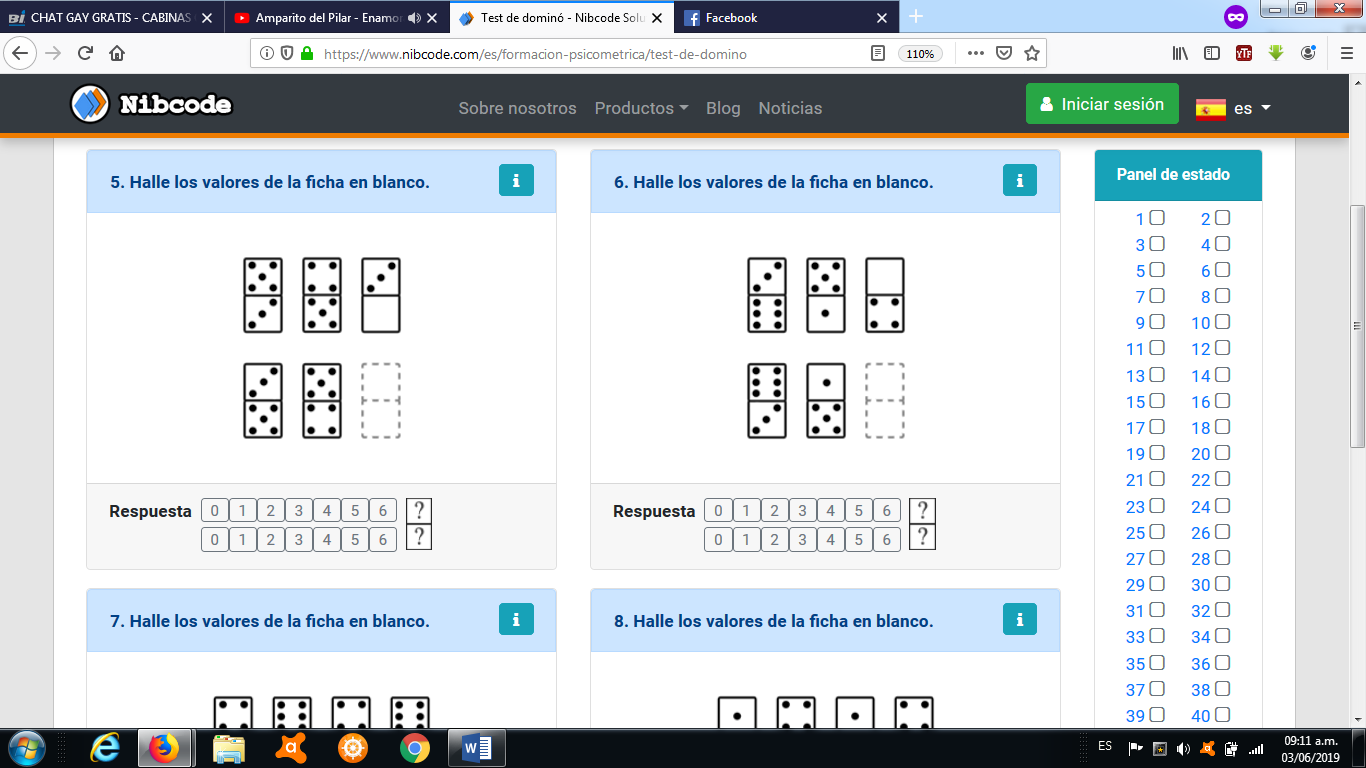 CHAT GAY GRATIS - CABINAS
Amparito del Pilar - Enamor
Test de dominó - Nibcode Solu
Facebook
https://www.nibcode.com/es/formacion-psicometrica/test-de-domino
110%
Nibcode
Sobre nosotros Productos Blog Noticias
Iniciar sesión
es
5. Halle los valores de la ficha en blanco.
i
Respuesta 0 1 2 3 4 5 6 ?
0 1 2 3 4 5 6 ?
6. Halle los valores de la ficha en blanco.
i
Respuesta 0 1 2 3 4 5 6 ?
0 1 2 3 4 5 6 ?
7. Halle los valores de la ficha en blanco.
i
8. Halle los valores de la ficha en blanco.
i
Panel de estado
1 2
3 4
5 6
7 8
9 10
11 12
13 14
15 16
17 18
19 20
21 22
23 24
25 26
27 28
29 30
31 32
33 34
35 36
37 38
39 40
ES
09:11 a.m.
03/06/2019